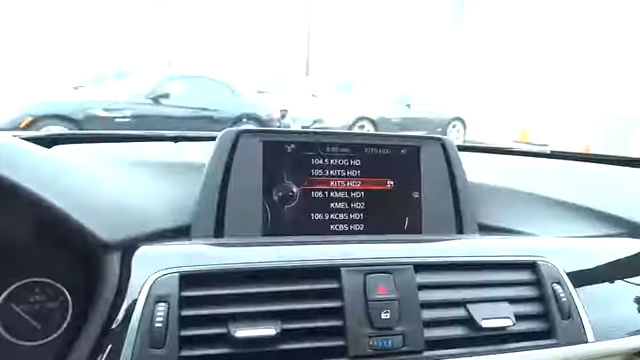 104.5 KFOG HD
105.3 KITS HD1
KITS HD2
106.1 KMEL HD1
KMEL HD2
106.9 KCBS HD1
KCBS HD2